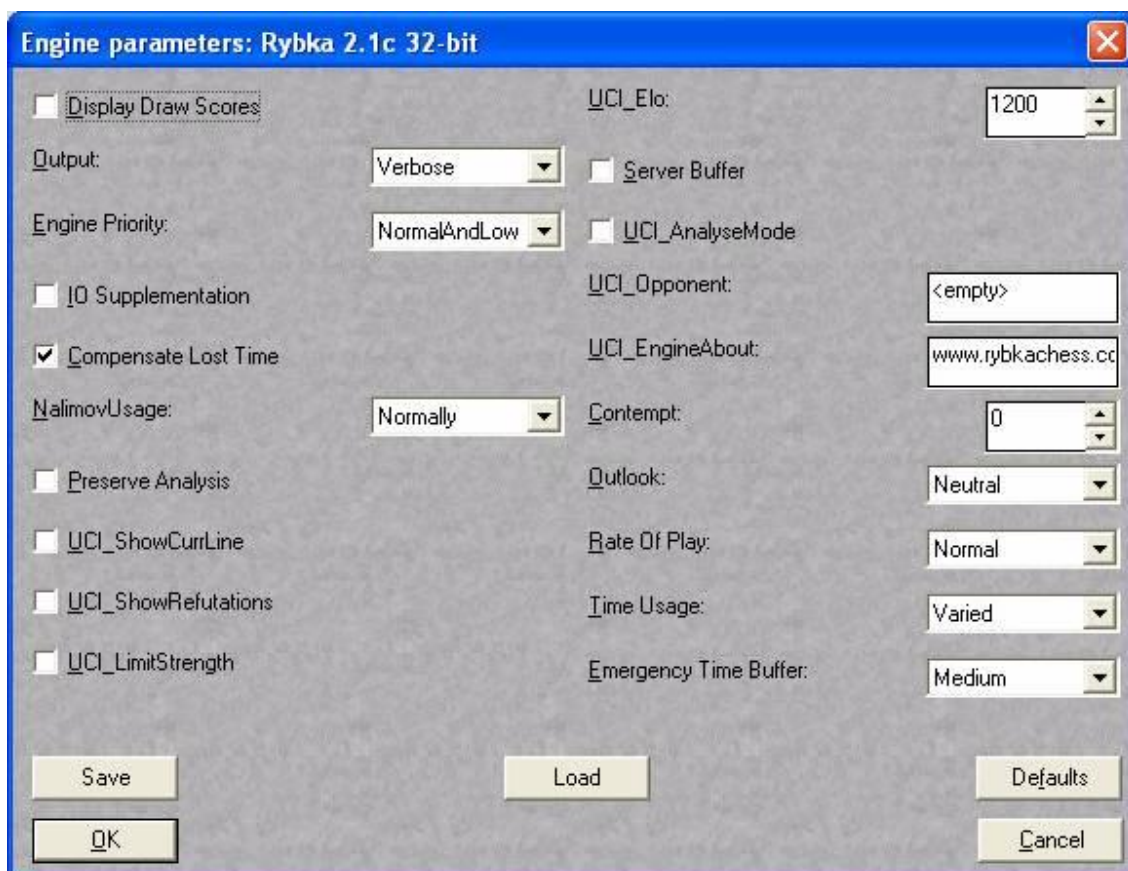 Engine parameters: Rybka 2.1c 32-bit
Display Draw Scores
Output:
Verbose
Engine Priority:
NormalAndLow
IO Supplementation
Compensate Lost Time
NalimovUsage:
Normally
Preserve Analysis
UCI_ShowCurrLine
UCI_ShowRefutations
UCI_LimitStrength
UCI_Elo:
1200
Server Buffer
UCI_AnalyseMode
UCI_Opponent:
<empty>
UCI_EngineAbout:
www.rybkachess.cc
Contempt:
0
Outlook:
Neutral
Rate Of Play:
Normal
Time Usage:
Varied
Emergency Time Buffer:
Medium
Save
Load
Defaults
OK
Cancel